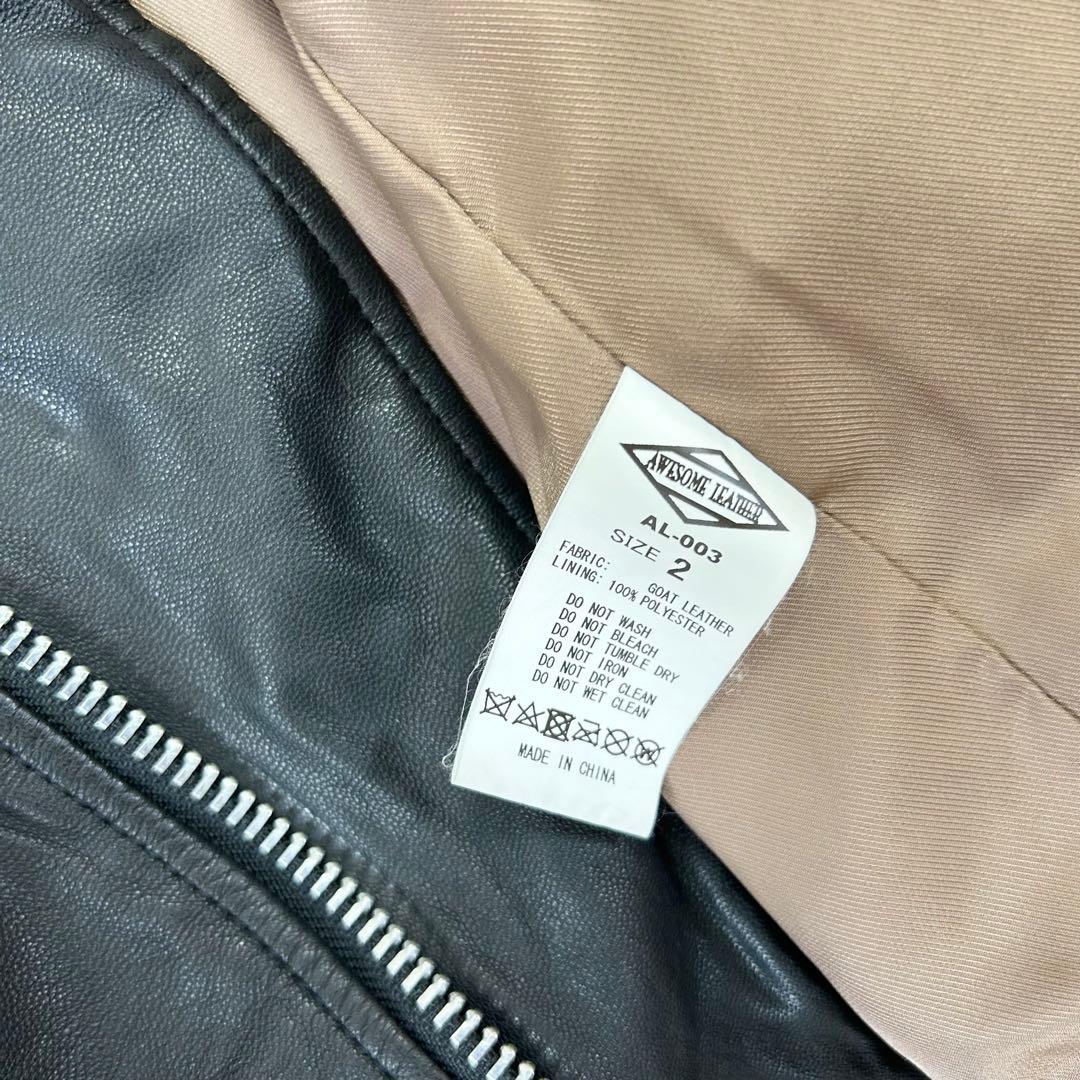 AWESOME LEATHER
AL-003
SIZE 2
FABRIC: GOAT LEATHER
LINING: 100% POLYESTER
DO NOT WASH
DO NOT BLEACH
DO NOT TUMBLE DRY
DO NOT IRON
DO NOT DRY CLEAN
DO NOT WET CLEAN
W
MADE IN CHINA